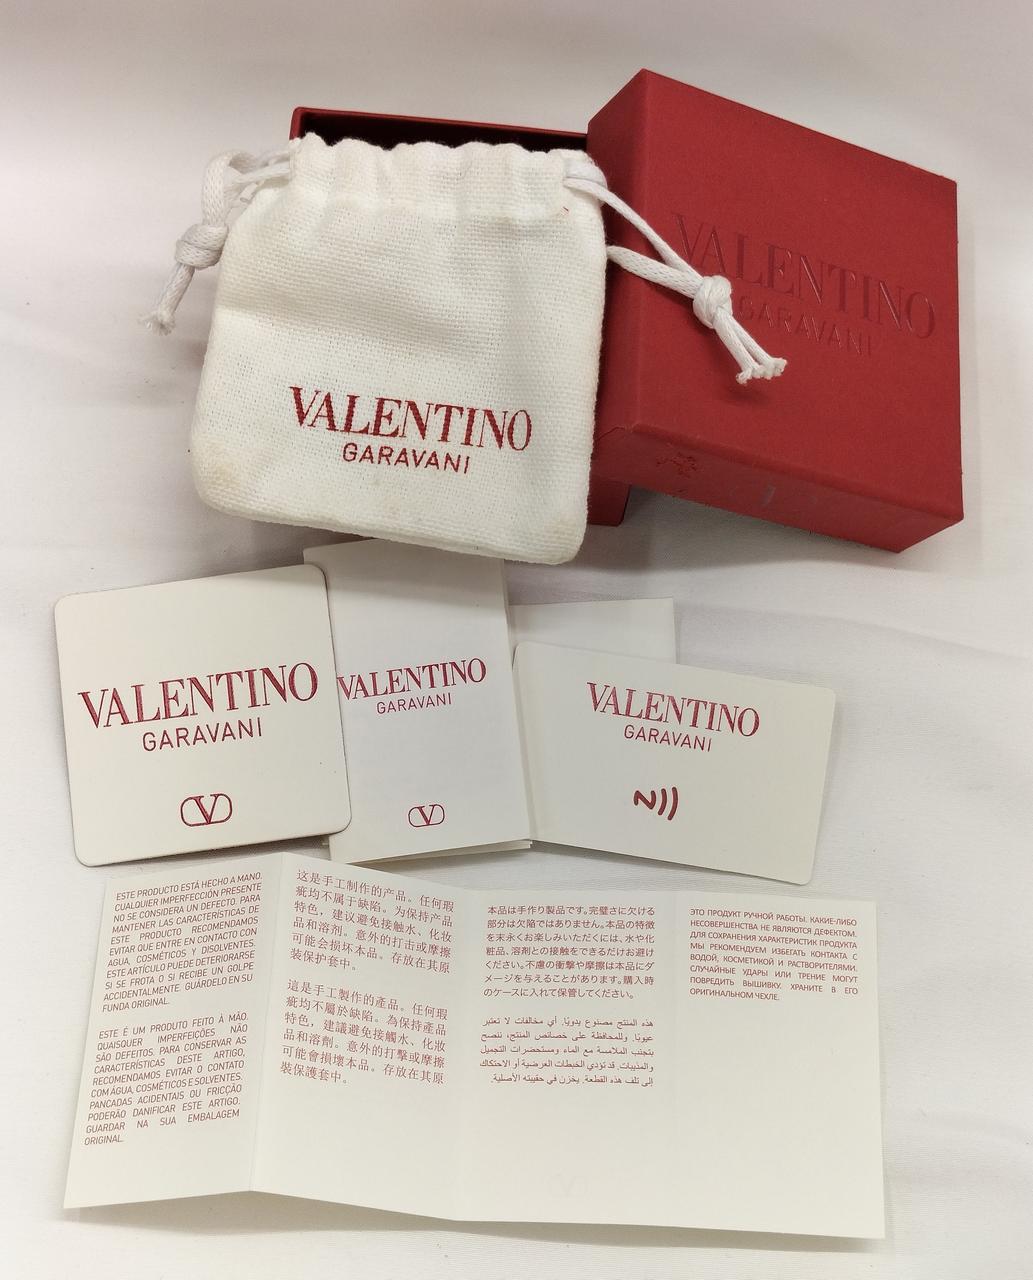 VALENTINO
GARAVANI
VALENTINO
GARAVANI
VALENTINO
GARAVANI
V
VALENTINO
GARAVANI
V
VALENTINO
GARAVANI
ESTE PRODUCTO ESTÁ HECHO A MANO.
CUALQUIER IMPERFECCIÓN PRESENTE
NO SE CONSIDERA UN DEFECTO. PARA
MANTENER LAS CARACTERÍSTICAS DE
ESTE PRODUCTO RECOMENDAMOS
EVITAR QUE ENTRE EN CONTACTO CON
AGUA, COSMÉTICOS Y DISOLVENTES.
ESTE ARTÍCULO PUEDE DETERIORARSE
SI SE FROTA O SI RECIBE UN GOLPE
ACCIDENTALMENTE. GUÁRDELO EN SU
FUNDA ORIGINAL.
ESTE É UM PRODUTO FEITO À MÃO.
QUAISQUER IMPERFEIÇÕES NÃO
SÃO DEFEITOS. PARA CONSERVAR AS
CARACTERÍSTICAS DESTE ARTIGO,
RECOMENDAMOS EVITAR O CONTATO
COM ÁGUA, COSMÉTICOS E SOLVENTES.
PANCADAS ACIDENTAIS OU FRICÇÃO
PODERÃO DANIFICAR ESTE ARTIGO.
GUARDAR NA SUA EMBALAGEM
ORIGINAL.
这是手工制作的产品。任何瑕
疵均不属于缺陷。为保持产品
特色，建议避免接触水、化妆
品和溶剂。意外的打击或摩擦
可能会损坏本品。存放在其原
装保护套中。
這是手工製作的產品。任何瑕
疵均不屬於缺陷。為保持產品
特色，建議避免接觸水、化妝
品和溶劑。意外的打擊或摩擦
可能會損壞本品。存放在其原
裝保護套中。
本品は手作り製品です。完璧さに欠ける
部分は欠陥ではありません。本品の特徴
を末永くお楽しみいただくには、水や化
粧品、溶剤との接触をできるだけお避け
ください。不慮の衝撃や摩擦は本品にダ
メージを与えることがあります。購入時
のケースに入れて保管してください。
هذه المنتج مصنوع يدويًا. أي مخالفات لا تعتبر
عيوبًا. وللمحافظة على خصائص المنتج، ننصح
بتجنب الملامسة مع الماء ومستحضرات التجميل
والمذيبات. قد تؤدي الخبطات العرضية أو الاحتكاك
إلى تلف هذه القطعة. يخزن في حقيبته الأصلية.
ЭТО ПРОДУКТ РУЧНОЙ РАБОТЫ. КАКИЕ-ЛИБО
НЕСОВЕРШЕНСТВА НЕ ЯВЛЯЮТСЯ ДЕФЕКТОМ.
ДЛЯ СОХРАНЕНИЯ ХАРАКТЕРИСТИК ПРОДУКТА
МЫ РЕКОМЕНДУЕМ ИЗБЕГАТЬ КОНТАКТА С
ВОДОЙ, КОСМЕТИКОЙ И РАСТВОРИТЕЛЯМИ.
СЛУЧАЙНЫЕ УДАРЫ ИЛИ ТРЕНИЕ МОГУТ
ПОВРЕДИТЬ ВЫШИВКУ. ХРАНИТЕ В ЕГО
ОРИГИНАЛЬНОМ ЧЕХЛЕ.